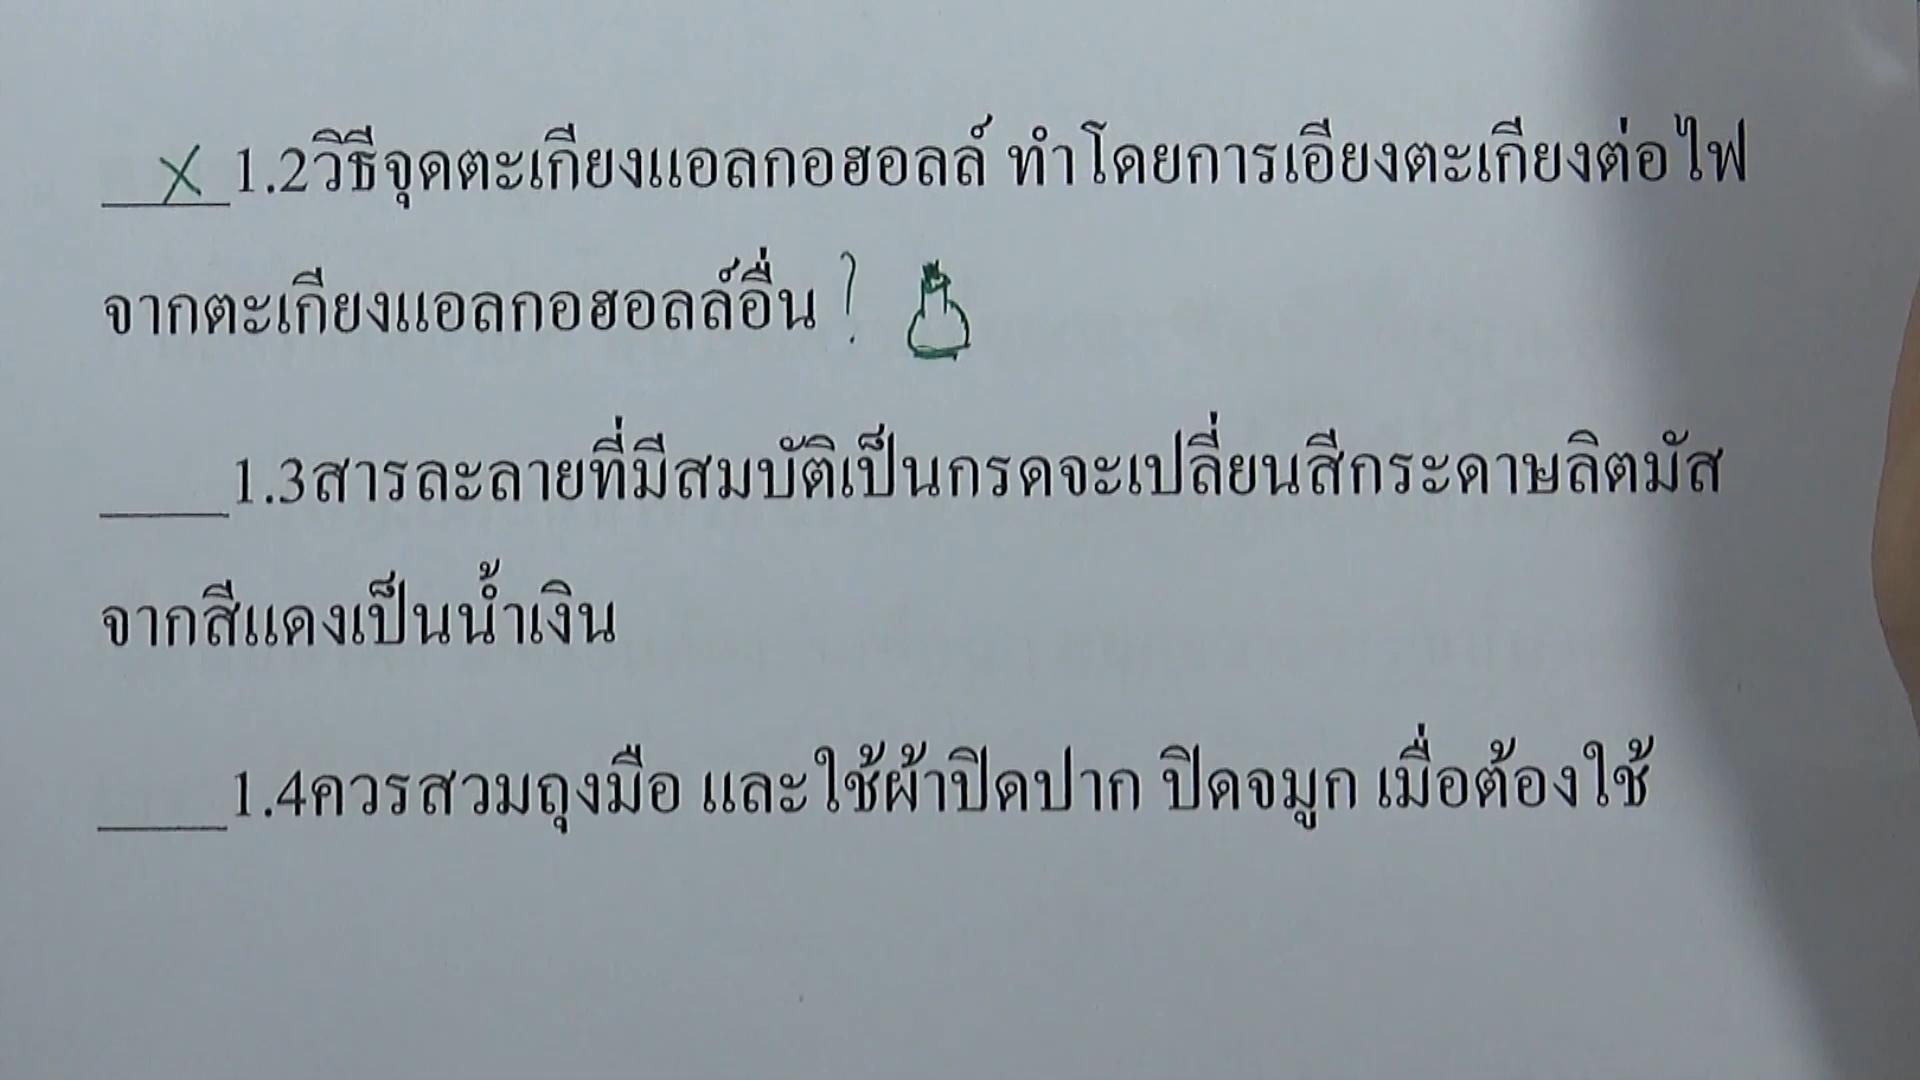 X 1.2วิธีจุดตะเกียงแอลกอฮอลล์ ทำโดยการเอียงตะเกียงต่อไฟ
จากตะเกียงแอลกอฮอลล์อื่น ?
____1.3สารละลายที่มีสมบัติเป็นกรดจะเปลี่ยนสีกระดาษลิตมัส
จากสีแดงเป็นน้ำเงิน
____1.4ควรสวมถุงมือ และใช้ผ้าปิดปาก ปิดจมูก เมื่อต้องใช้